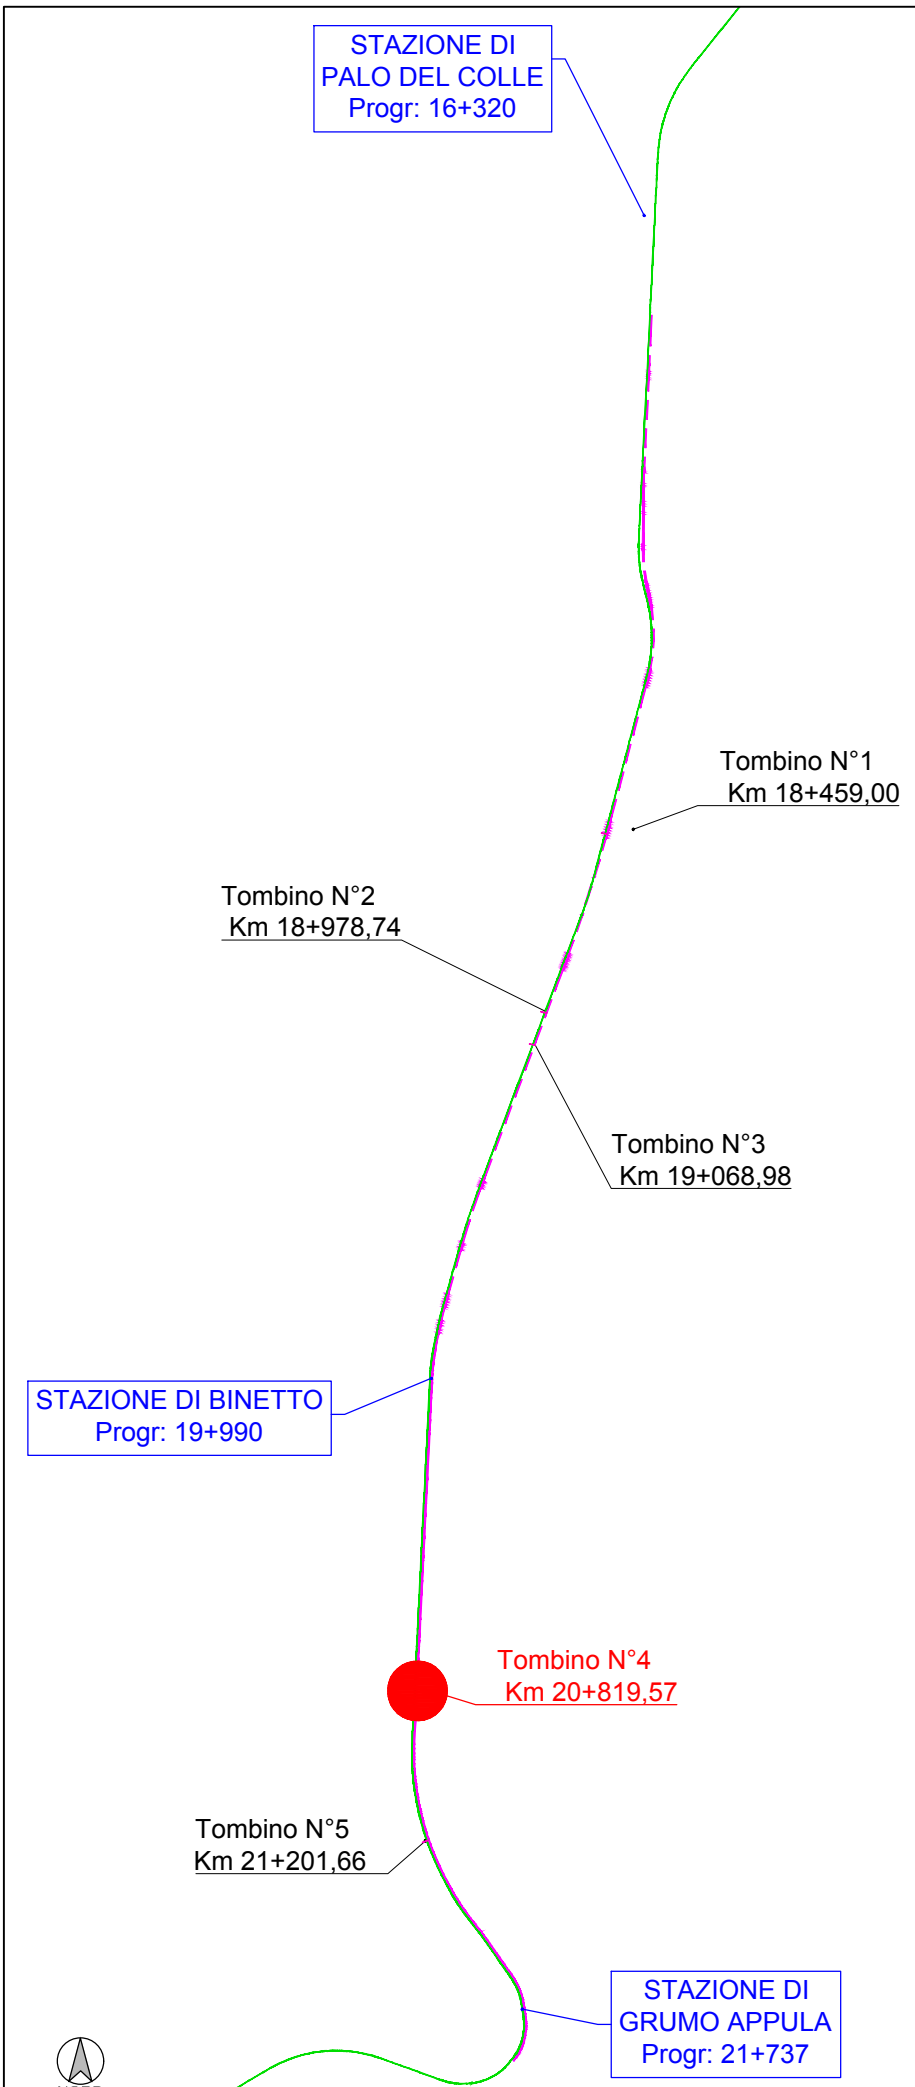 STAZIONE DI
PALO DEL COLLE
Progr: 16+320
Tombino N°1
Km 18+459,00
Tombino N°2
Km 18+978,74
Tombino N°3
Km 19+068,98
STAZIONE DI BINETTO
Progr: 19+990
Tombino N°4
Km 20+819,57
Tombino N°5
Km 21+201,66
STAZIONE DI
GRUMO APPULA
Progr: 21+737